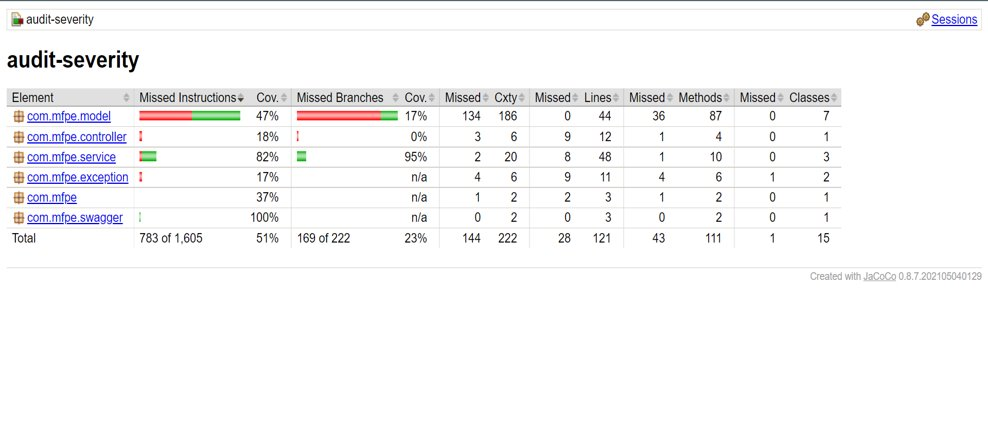 audit-severity Sessions
audit-severity
Element Missed Instructions Cov. Missed Branches Cov. Missed Cxty Missed Lines Missed Methods Missed Classes
com.mfpe.model 47% 17% 134 186 0 44 36 87 0 7
com.mfpe.controller 18% 0% 3 6 9 12 1 4 0 1
com.mfpe.service 82% 95% 2 20 8 48 1 10 0 3
com.mfpe.exception 17% n/a 4 6 9 11 4 6 1 2
com.mfpe 37% n/a 1 2 2 3 1 2 0 1
com.mfpe.swagger 100% n/a 0 2 0 3 0 2 0 1
Total 783 of 1,605 51% 169 of 222 23% 144 222 28 121 43 111 1 15
Created with JaCoCo 0.8.7.202105040129